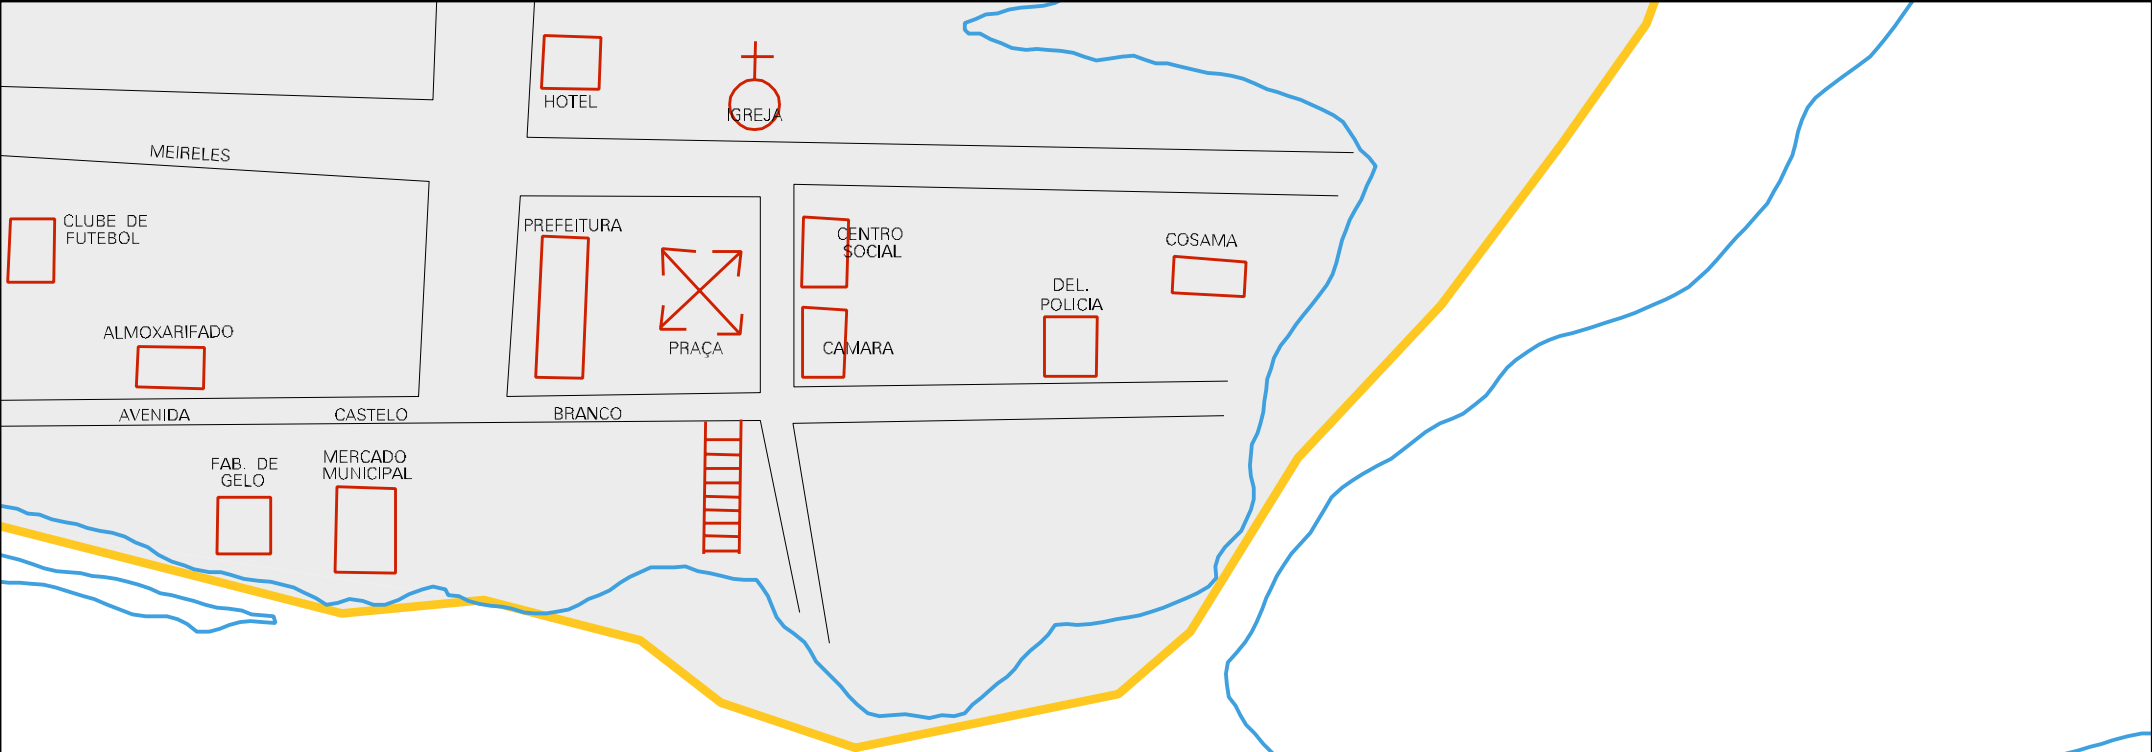 HOTEL
IGREJA
MEIRELES
CLUBE DE
FUTEBOL
PREFEITURA
CENTRO
SOCIAL
COSAMA
DEL.
POLICIA
ALMOXARIFADO
PRAÇA
CAMARA
AVENIDA CASTELO BRANCO
FAB. DE
GELO
MERCADO
MUNICIPAL